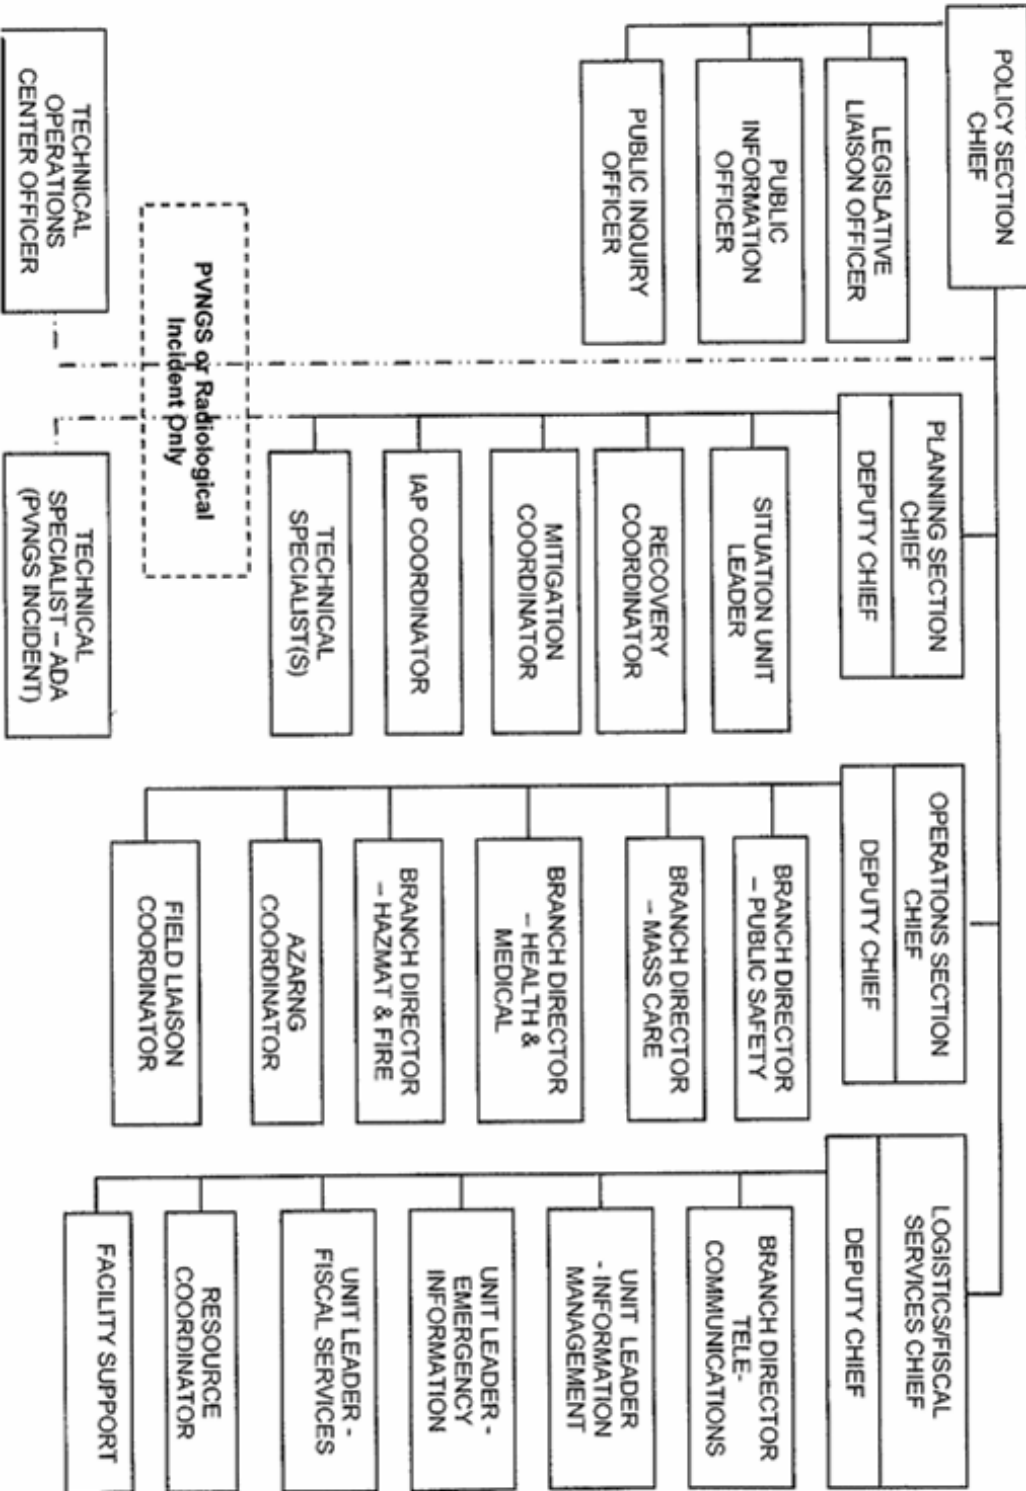 POLICY SECTION
CHIEF
LEGISLATIVE
LIAISON OFFICER
PUBLIC
INFORMATION
OFFICER
PUBLIC INQUIRY
OFFICER
TECHNICAL
OPERATIONS
CENTER OFFICER
PVNGS or Radiological
Incident Only
PLANNING SECTION
CHIEF
DEPUTY CHIEF
SITUATION UNIT
LEADER
RECOVERY
COORDINATOR
MITIGATION
COORDINATOR
IAP COORDINATOR
TECHNICAL
SPECIALIST(S)
TECHNICAL
SPECIALIST – ADA
(PVNGS INCIDENT)
OPERATIONS SECTION
CHIEF
DEPUTY CHIEF
BRANCH DIRECTOR
– PUBLIC SAFETY
BRANCH DIRECTOR
– MASS CARE
BRANCH DIRECTOR
– HEALTH &
MEDICAL
BRANCH DIRECTOR
– HAZMAT & FIRE
AZARNG
COORDINATOR
FIELD LIAISON
COORDINATOR
LOGISTICS/FISCAL
SERVICES CHIEF
DEPUTY CHIEF
BRANCH DIRECTOR
TELE-
COMMUNICATIONS
UNIT LEADER
- INFORMATION
MANAGEMENT
UNIT LEADER -
EMERGENCY
INFORMATION
UNIT LEADER -
FISCAL SERVICES
RESOURCE
COORDINATOR
FACILITY SUPPORT